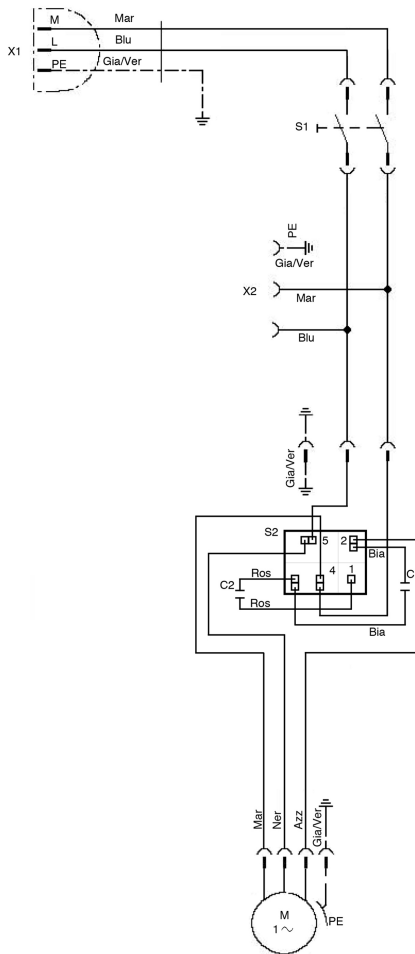 M
Mar
L
Blu
X1
PE
Gia/Ver
S1
PE
Gia/Ver
X2
Mar
Blu
Gia/Ver
S2
5
2
Bia
Ros
4
1
C2
C
Ros
Bia
Mar
Ner
Azz
Gia/Ver
M
1
PE